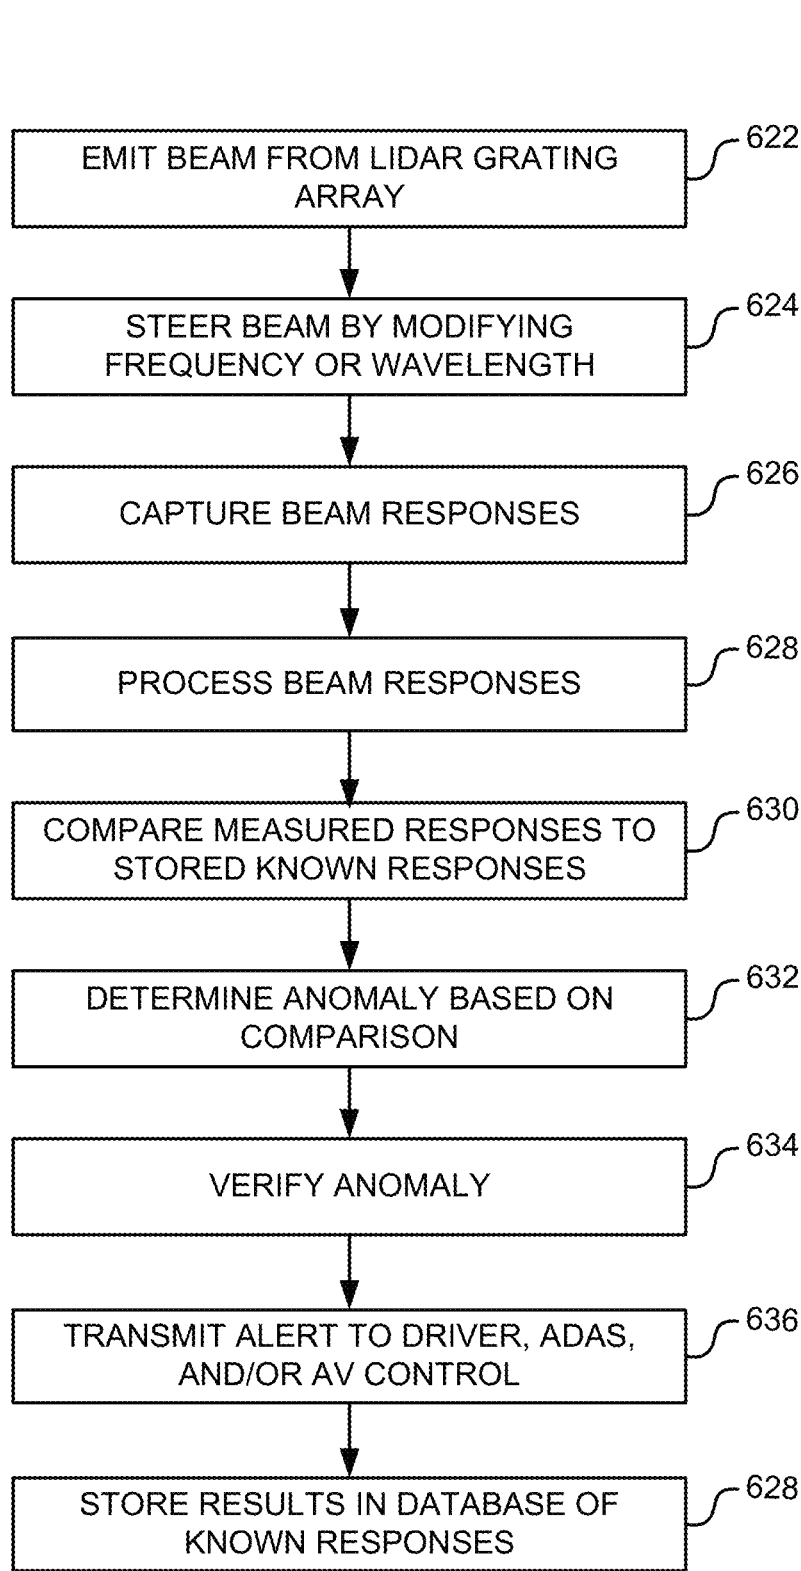 EMIT BEAM FROM LIDAR GRATING
ARRAY
622
STEER BEAM BY MODIFYING
FREQUENCY OR WAVELENGTH
624
CAPTURE BEAM RESPONSES
626
PROCESS BEAM RESPONSES
628
COMPARE MEASURED RESPONSES TO
STORED KNOWN RESPONSES
630
DETERMINE ANOMALY BASED ON
COMPARISON
632
VERIFY ANOMALY
634
TRANSMIT ALERT TO DRIVER, ADAS,
AND/OR AV CONTROL
636
STORE RESULTS IN DATABASE OF
KNOWN RESPONSES
628